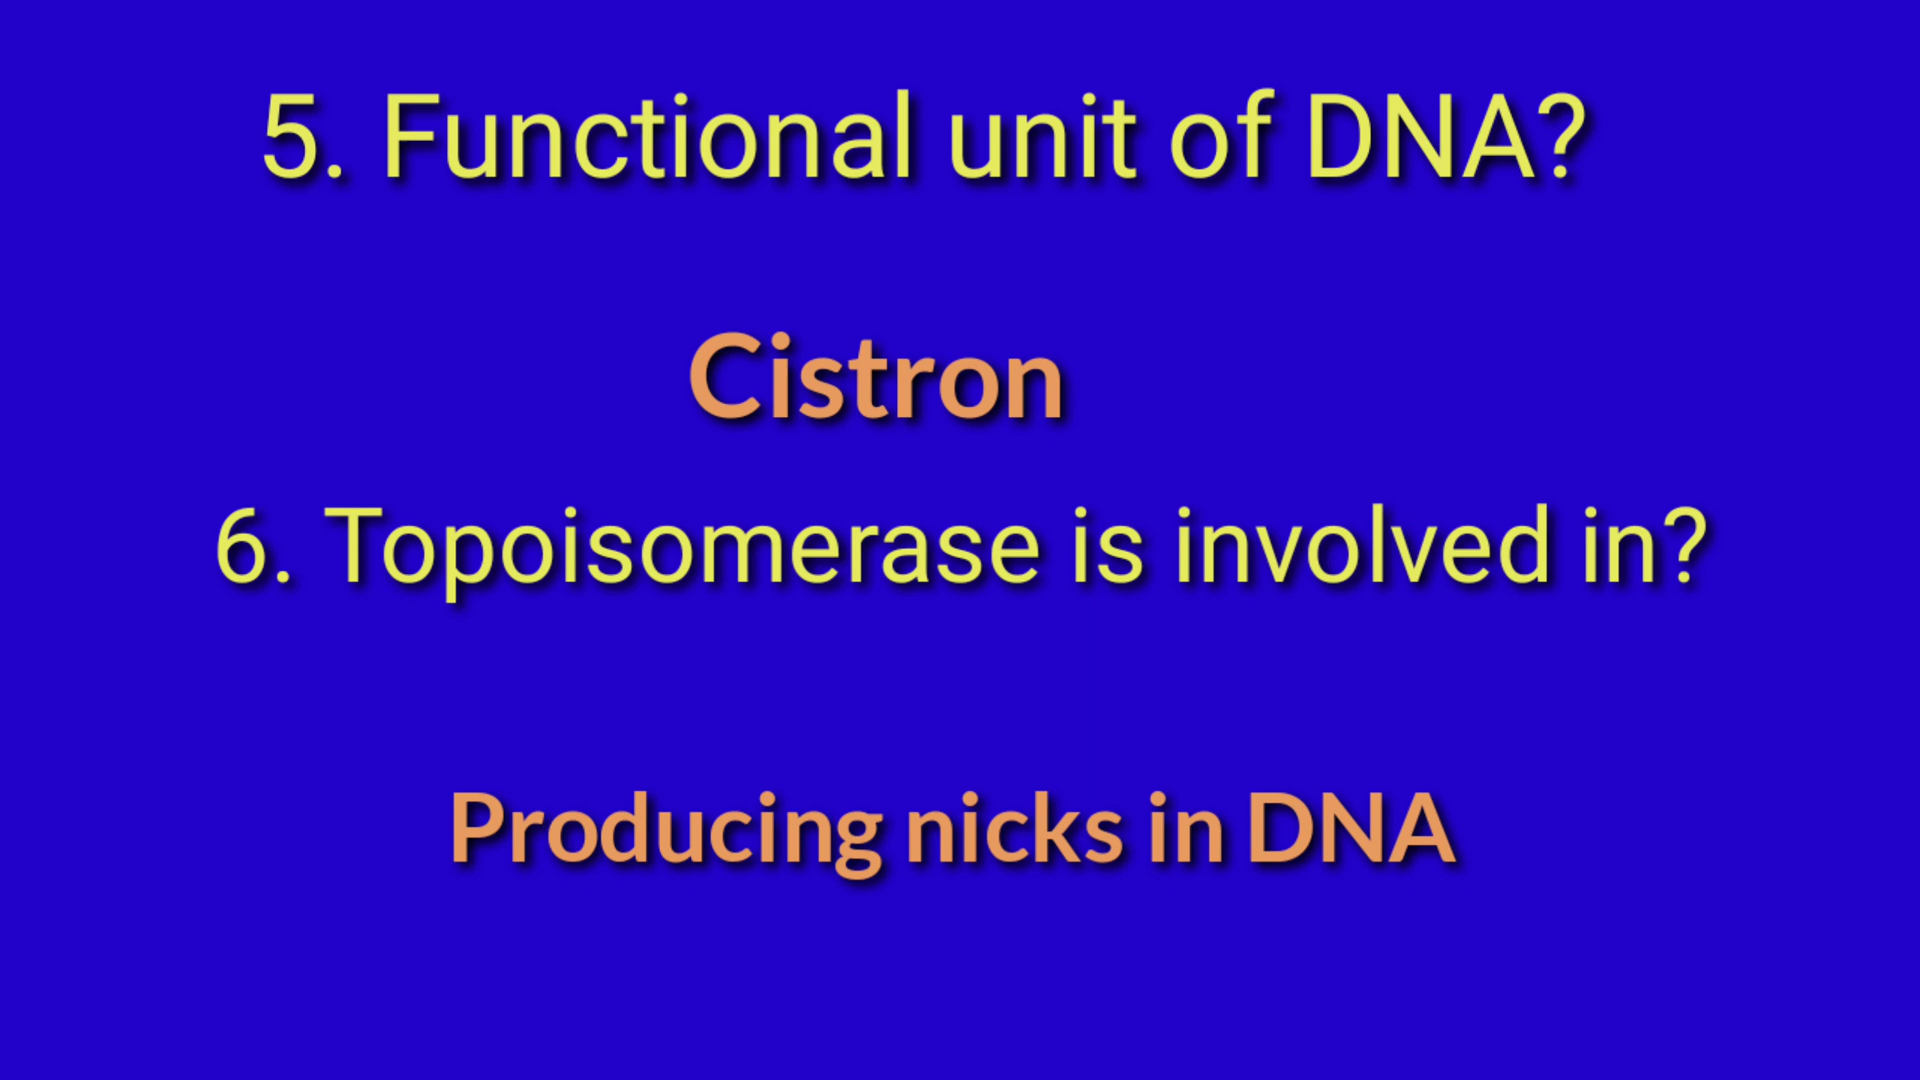 5. Functional unit of DNA?
Cistron
6. Topoisomerase is involved in?
Producing nicks in DNA